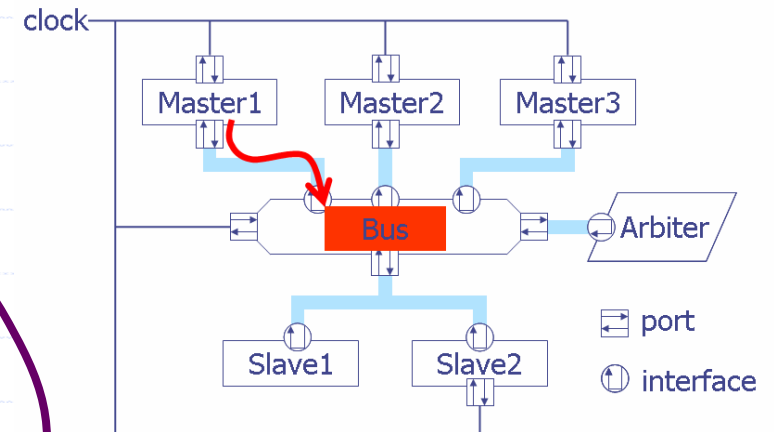 clock
Master1
Master2
Master3
Bus
Arbiter
port
Slave1
Slave2
interface